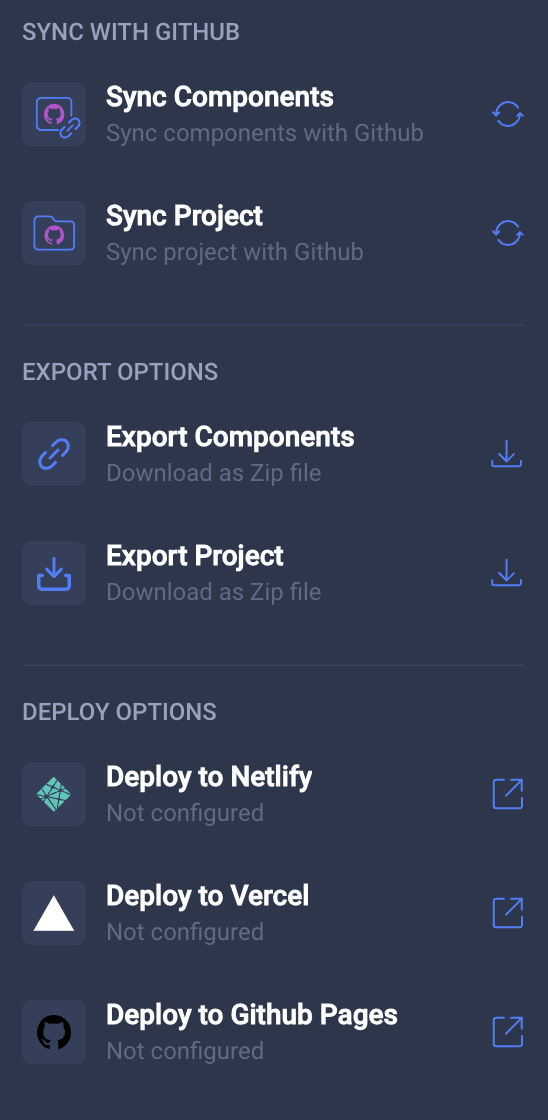 SYNC WITH GITHUB
Sync Components
Sync components with Github
Sync Project
Sync project with Github
EXPORT OPTIONS
Export Components
Download as Zip file
Export Project
Download as Zip file
DEPLOY OPTIONS
Deploy to Netlify
Not configured
Deploy to Vercel
Not configured
Deploy to Github Pages
Not configured